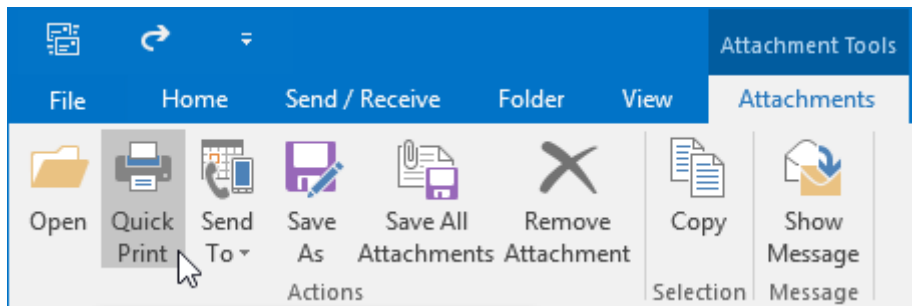 Attachment Tools
File Home Send / Receive Folder View Attachments
Open Quick Print Send To Save As Save All Attachments Remove Attachment Copy Show Message
Actions Selection Message